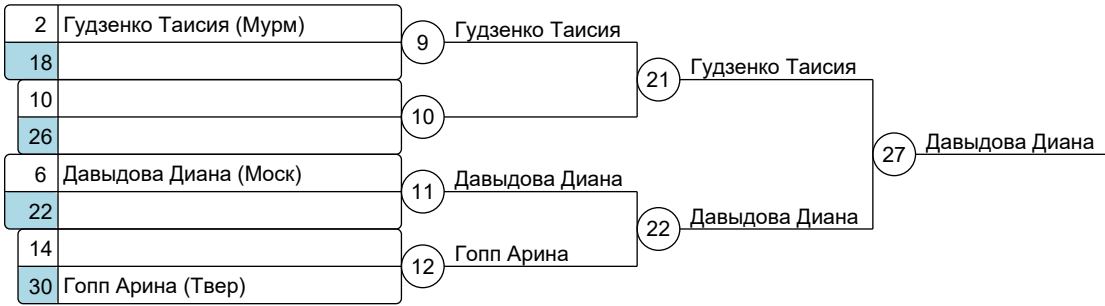 2 Гудзенко Таисия (Мурм)
9 Гудзенко Таисия
18
21 Гудзенко Таисия
10
10
26
27 Давыдова Диана
6 Давыдова Диана (Моск)
11 Давыдова Диана
22
22 Давыдова Диана
14
12 Гопп Арина
30 Гопп Арина (Твер)